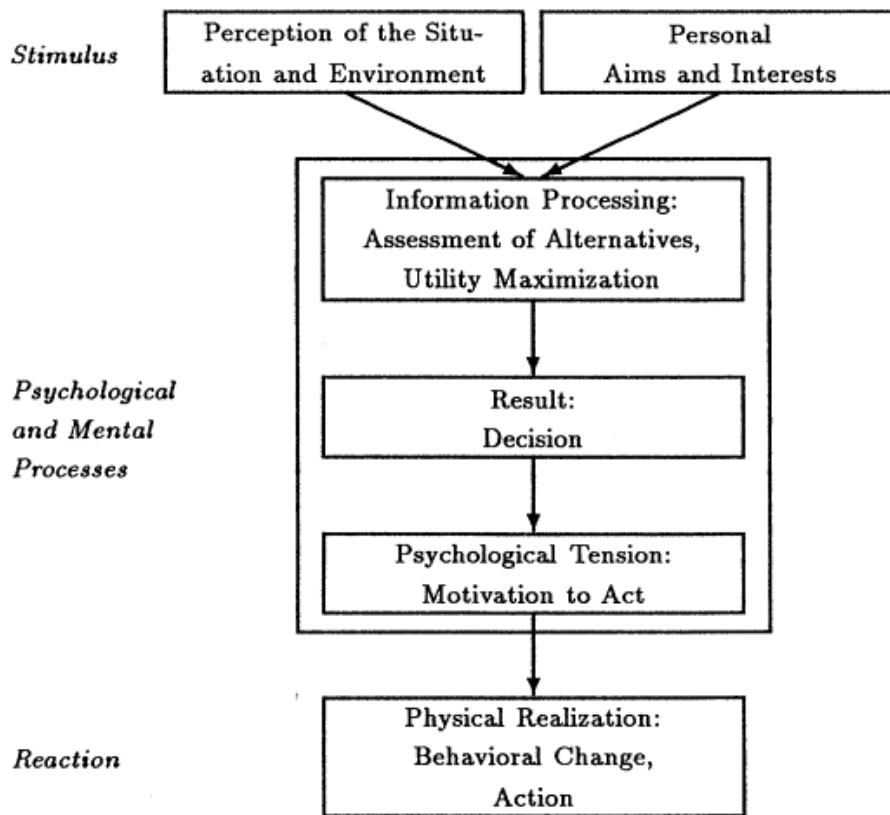 Stimulus
Perception of the Situ-
ation and Environment
Personal
Aims and Interests
Psychological
and Mental
Processes
Information Processing:
Assessment of Alternatives,
Utility Maximization
Result:
Decision
Psychological Tension:
Motivation to Act
Reaction
Physical Realization:
Behavioral Change,
Action